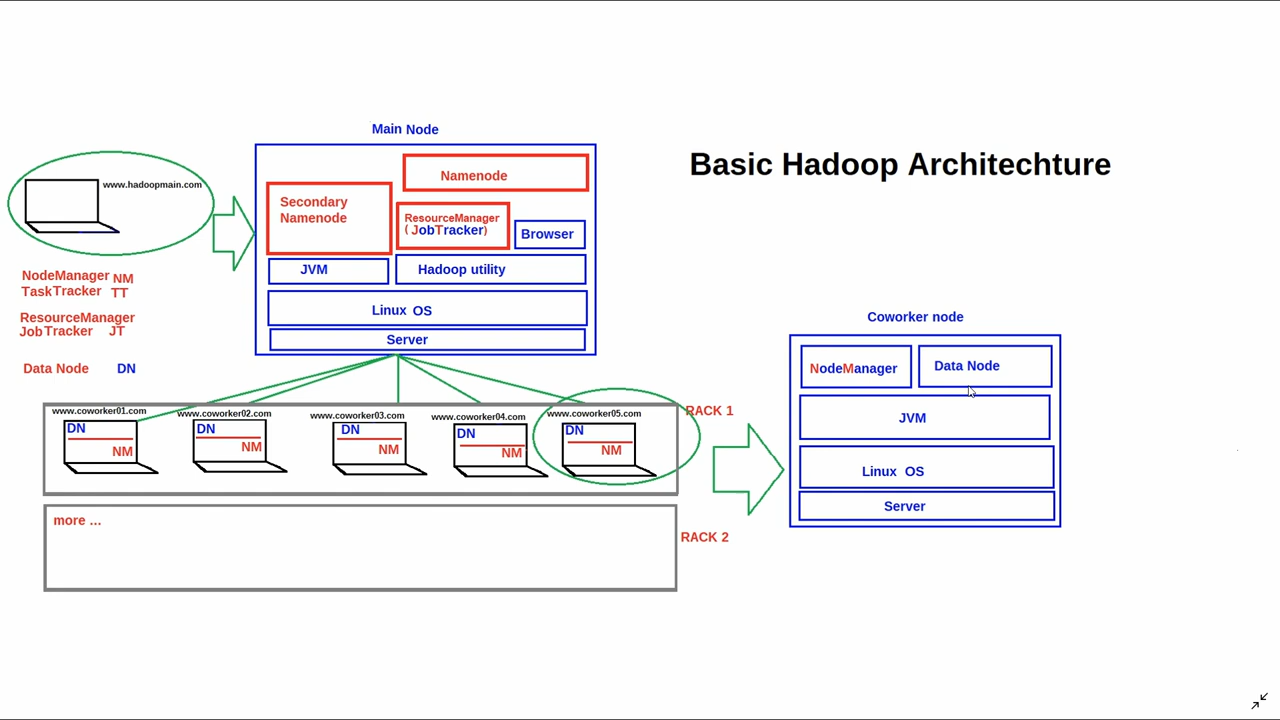 Basic Hadoop Architechture
Main Node
www.hadoopmain.com
Namenode
Secondary
Namenode
ResourceManager
( JobTracker)
Browser
JVM
Hadoop utility
Linux OS
Server
NodeManager NM
TaskTracker TT
ResourceManager
JobTracker JT
Data Node DN
www.coworker01.com
DN
NM
www.coworker02.com
DN
NM
www.coworker03.com
DN
NM
www.coworker04.com
DN
NM
www.coworker05.com
DN
NM
RACK 1
more ...
RACK 2
Coworker node
NodeManager
Data Node
JVM
Linux OS
Server